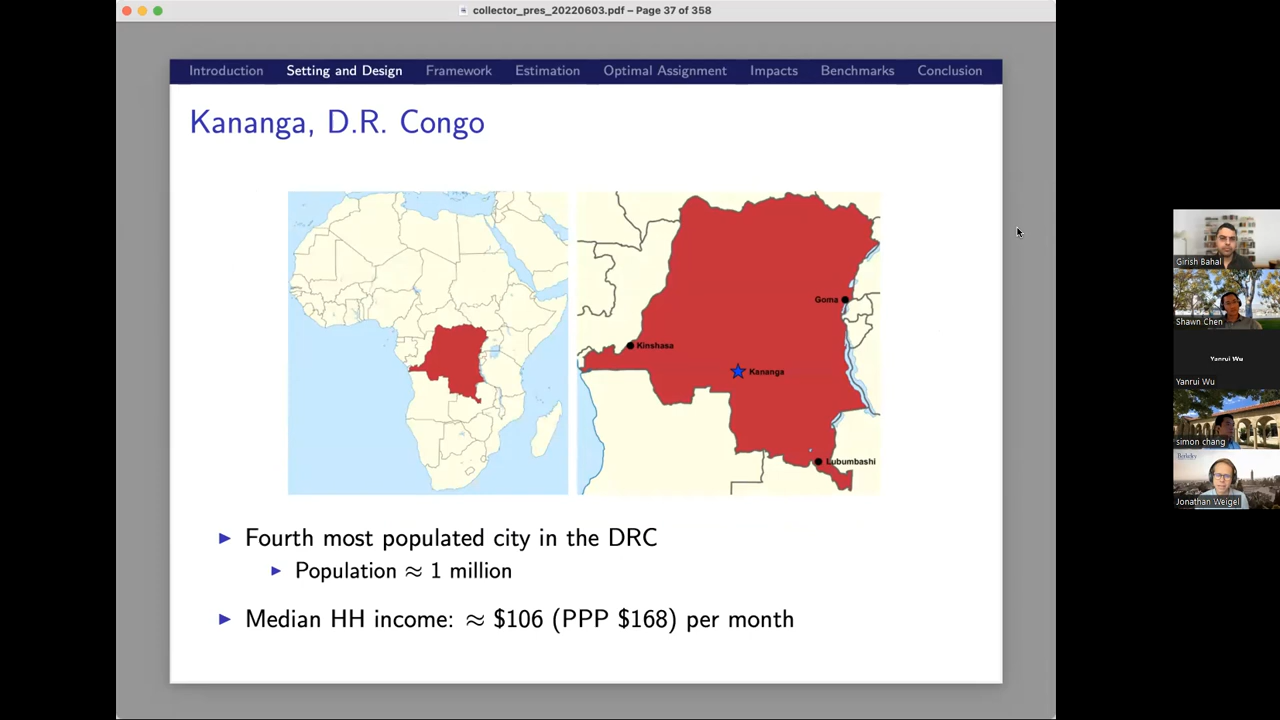 collector_pres_20220603.pdf – Page 37 of 358
Introduction Setting and Design Framework Estimation Optimal Assignment Impacts Benchmarks Conclusion
Kananga, D.R. Congo
Goma
Kinshasa
Kananga
Lubumbashi
▶ Fourth most populated city in the DRC
▶ Population ≈ 1 million
▶ Median HH income: ≈ $106 (PPP $168) per month
Girish Bahal
Shawn Chen
Yanrui Wu
Yanrui Wu
simon chang
Berkeley
Jonathan Weigel